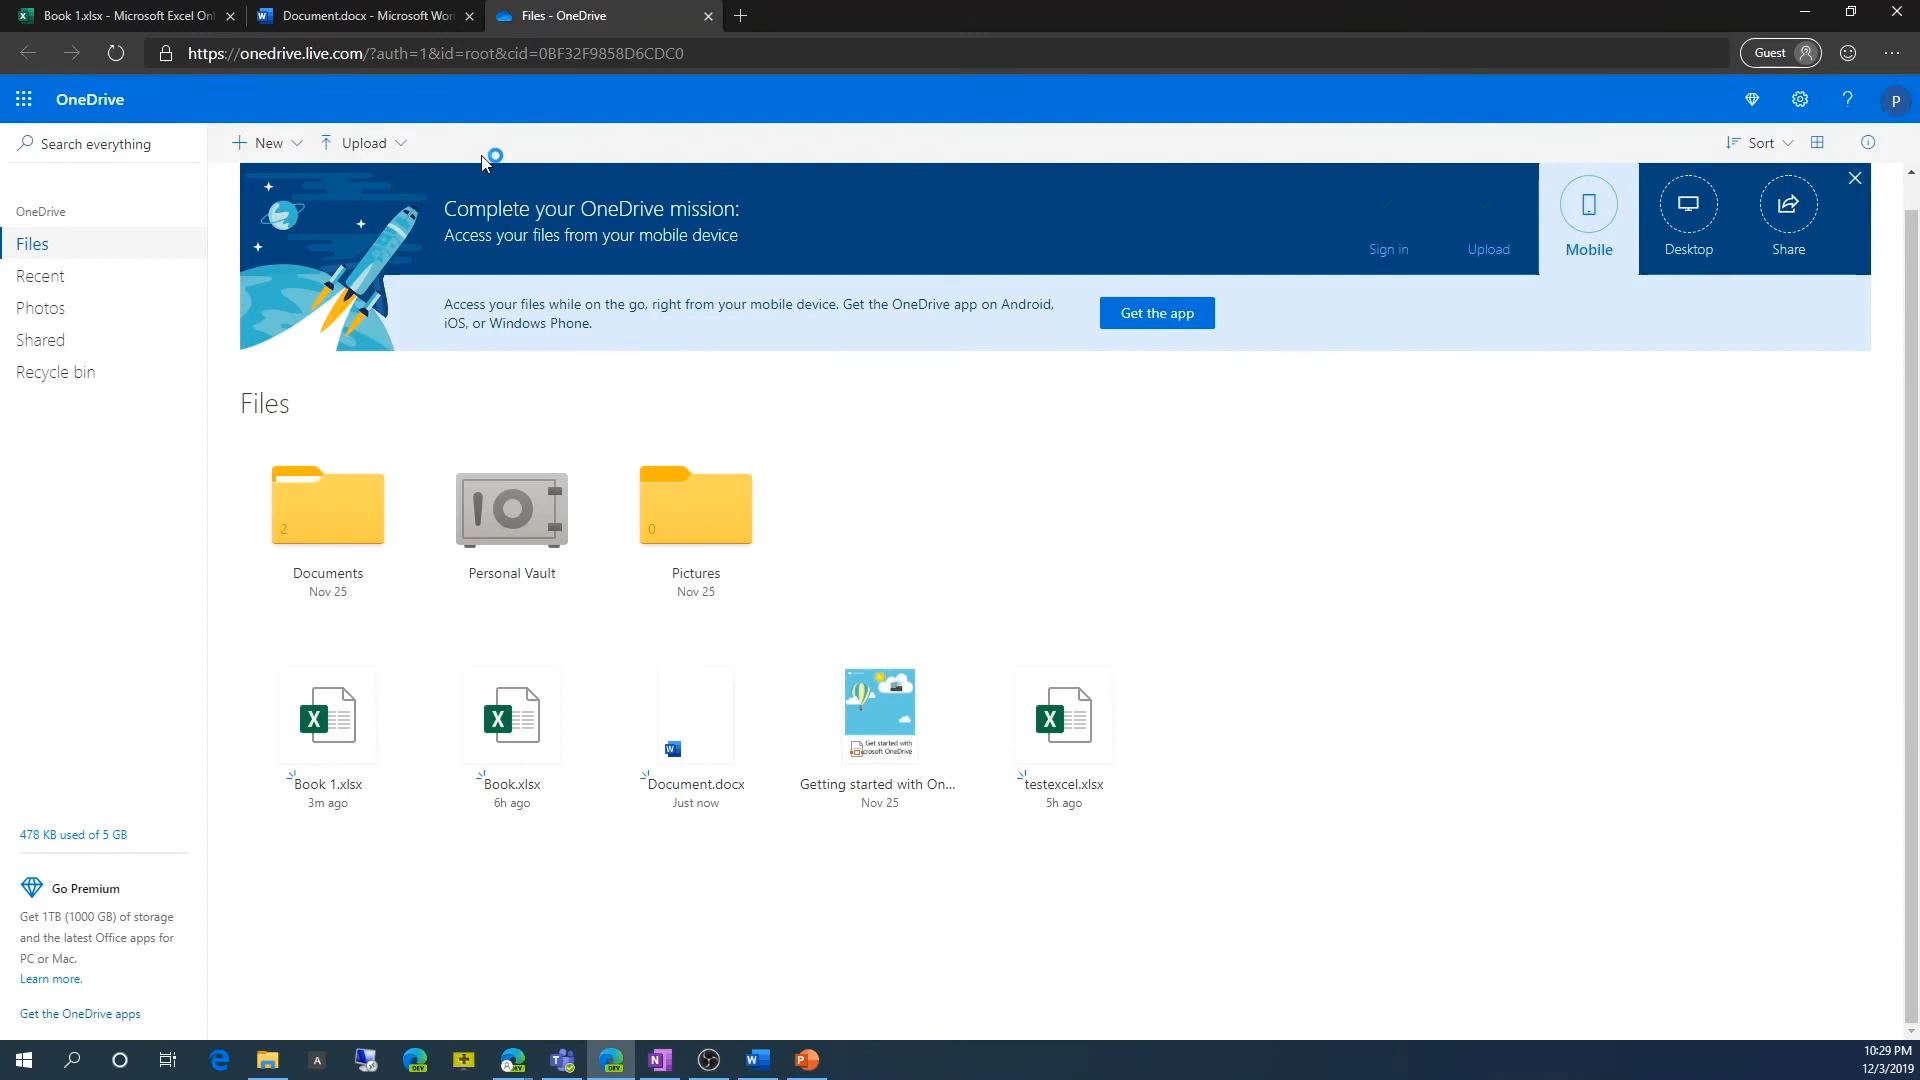 Book 1.xlsx - Microsoft Excel Onl
Document.docx - Microsoft Wor
Files - OneDrive
https://onedrive.live.com/?auth=1&id=root&cid=0BF32F9858D6CDC0
Guest
OneDrive
P
Search everything
New
Upload
Sort
OneDrive
Files
Recent
Photos
Shared
Recycle bin
Complete your OneDrive mission:
Access your files from your mobile device
Sign in
Upload
Mobile
Desktop
Share
Access your files while on the go, right from your mobile device. Get the OneDrive app on Android,
iOS, or Windows Phone.
Get the app
Files
2
0
Documents
Nov 25
Personal Vault
Pictures
Nov 25
Get started with
Microsoft OneDrive
Book 1.xlsx
3m ago
Book.xlsx
6h ago
Document.docx
Just now
Getting started with On...
Nov 25
testexcel.xlsx
5h ago
478 KB used of 5 GB
Go Premium
Get 1TB (1000 GB) of storage
and the latest Office apps for
PC or Mac.
Learn more.
Get the OneDrive apps
10:29 PM
12/3/2019